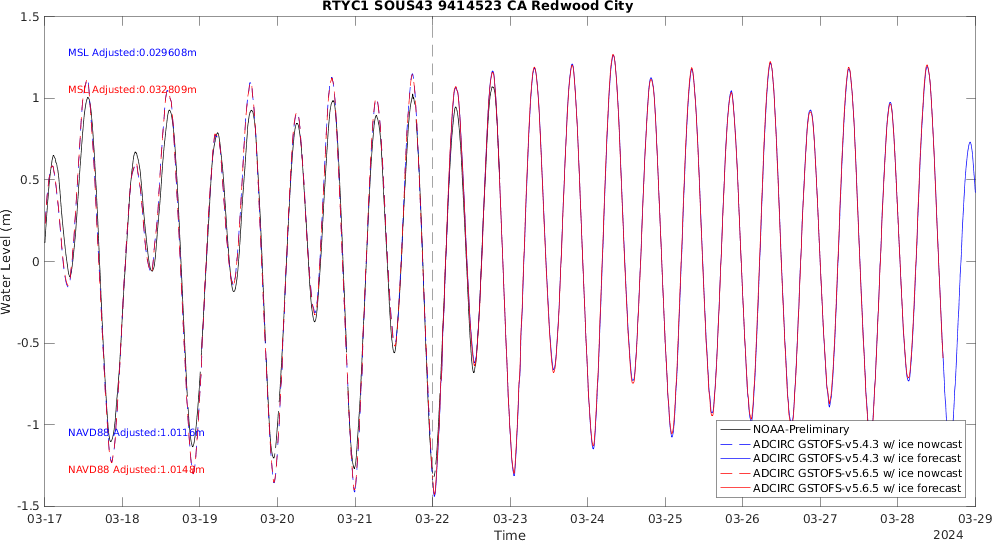 RTYC1 SOUS43 9414523 CA Redwood City
1.5
MSL Adjusted:0.029608m
MSL Adjusted:0.032809m
1
0.5
0
-0.5
-1
-1.5
Water Level (m)
NAVD88 Adjusted:1.0116m
NAVD88 Adjusted:1.0148m
NOAA-Preliminary
ADCIRC GSTOFS-v5.4.3 w/ ice nowcast
ADCIRC GSTOFS-v5.4.3 w/ ice forecast
ADCIRC GSTOFS-v5.6.5 w/ ice nowcast
ADCIRC GSTOFS-v5.6.5 w/ ice forecast
03-17 03-18 03-19 03-20 03-21 03-22 03-23 03-24 03-25 03-26 03-27 03-28 03-29
Time
2024